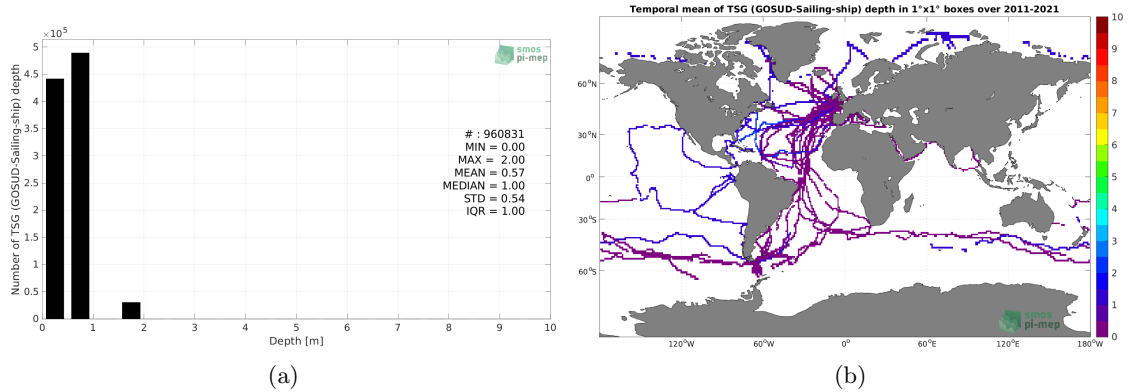 ×10⁵
5
4.5
4
3.5
3
2.5
2
1.5
1
0.5
0
Number of TSG (GOSUD-Sailing-ship) depth
smos
pi-mep
# : 960831
MIN = 0.00
MAX = 2.00
MEAN = 0.57
MEDIAN = 1.00
STD = 0.54
IQR = 1.00
0 1 2 3 4 5 6 7 8 9 10
Depth [m]
(a)
Temporal mean of TSG (GOSUD-Sailing-ship) depth in 1°x1° boxes over 2011-2021
60°N
30°N
0°
30°S
60°S
120°W 60°W 0° 60°E 120°E 180°W
smos
pi-mep
10
9
8
7
6
5
4
3
2
1
0
(b)